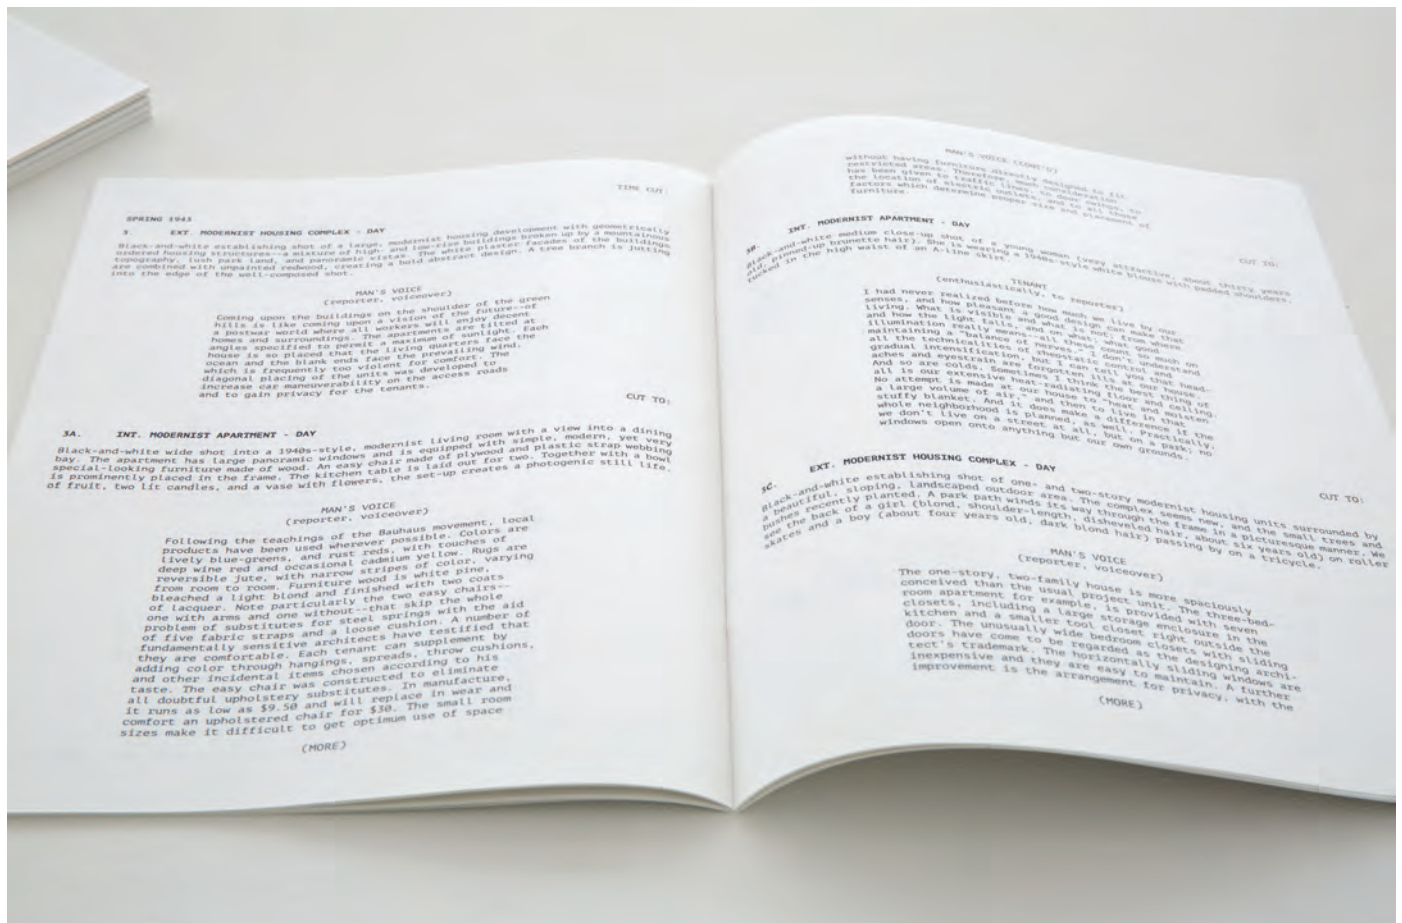 TIME CUT:
SPRING 1943
3. EXT. MODERNIST HOUSING COMPLEX - DAY
Black-and-white establishing shot of a large, modernist housing development with geometrically
ordered housing structures--a mixture of high- and low-rise buildings broken up by a mountainous
topography, lush park land, and panoramic vistas. The white plaster facades of the buildings
are combined with unpainted redwood, creating a bold abstract design. A tree branch is jutting
into the edge of the well-composed shot.
MAN'S VOICE
(reporter, voiceover)
Coming upon the buildings on the shoulder of the green
hills is like coming upon a vision of the future--of
a postwar world where all workers will enjoy decent
homes and surroundings. The apartments are tilted at
angles specified to permit a maximum of sunlight. Each
house is so placed that the living quarters face the
ocean and the blank ends face the prevailing wind,
which is frequently too violent for comfort. The
diagonal placing of the units was developed to
increase car maneuverability on the access roads
and to gain privacy for the tenants.
CUT TO:
3A. INT. MODERNIST APARTMENT - DAY
Black-and-white wide shot into a 1940s-style, modernist living room with a view into a dining
bay. The apartment has large panoramic windows and is equipped with simple, modern, yet very
special-looking furniture made of wood. An easy chair made of plywood and plastic strap webbing
is prominently placed in the frame. The kitchen table is laid out for two. Together with a bowl
of fruit, two lit candles, and a vase with flowers, the set-up creates a photogenic still life.
MAN'S VOICE
(reporter, voiceover)
Following the teachings of the Bauhaus movement, local
products have been used wherever possible. Colors are
lively blue-greens, and rust reds, with touches of
deep wine red and occasional cadmium yellow. Rugs are
reversible jute, with narrow stripes of color, varying
from room to room. Furniture wood is white pine,
bleached a light blond and finished with two coats
of lacquer. Note particularly the two easy chairs--
one with arms and one without--that skip the whole
problem of substitutes for steel springs with the aid
of five fabric straps and a loose cushion. A number of
fundamentally sensitive architects have testified that
they are comfortable. Each tenant can supplement by
adding color through hangings, spreads, throw cushions,
and other incidental items chosen according to his
taste. The easy chair was constructed to eliminate
all doubtful upholstery substitutes. In manufacture,
it runs as low as $9.50 and will replace in wear and
comfort an upholstered chair for $30. The small room
sizes make it difficult to get optimum use of space
(MORE)
MAN'S VOICE (CONT'D)
without having furniture directly designed to fit
restricted areas. Therefore, much consideration
has been given to traffic lines, to door swings, to
the location of electric outlets, and to all those
factors which determine proper size and placement of
furniture.
CUT TO:
3B. INT. MODERNIST APARTMENT - DAY
Black-and-white medium close-up shot of a young woman (very attractive, about thirty years
old, pinned-up brunette hair). She is wearing a 1940s-style white blouse with padded shoulders,
tucked in the high waist of an A-line skirt.
TENANT
(enthusiastically, to reporter)
I had never realized before how much we live by our
senses, and how pleasant a good design can make that
living. What is visible and what is not; from where
and how the light falls, and on what; what good
illumination really means--all these count so much on
maintaining a "balance of nerves." I don't understand
all the technicalities of rheostatic control and
gradual intensification, but I can tell you that head-
aches and eyestrain are forgotten ills at our house.
And so are colds. Sometimes I think the best thing of
all is our extensive heat-radiating floor and ceiling.
No attempt is made at our house to "heat and moisten
a large volume of air," and then to live in that
stuffy blanket. And it does make a difference if the
whole neighborhood is planned, as well. Practically,
we don't live on a street at all, but on a park; no
windows open onto anything but our own grounds.
CUT TO:
3C. EXT. MODERNIST HOUSING COMPLEX - DAY
Black-and-white establishing shot of one- and two-story modernist housing units surrounded by
a beautiful, sloping, landscaped outdoor area. The complex seems new, and the small trees and
bushes recently planted. A park path winds its way through the frame in a picturesque manner. We
see the back of a girl (blond, shoulder-length, disheveled hair, about six years old) on roller
skates and a boy (about four years old, dark blond hair) passing by on a tricycle.
MAN'S VOICE
(reporter, voiceover)
The one-story, two-family house is more spaciously
conceived than the usual project unit. The three-bed-
room apartment for example, is provided with seven
closets, including a large storage enclosure in the
kitchen and a smaller tool closet right outside the
door. The unusually wide bedroom closets with sliding
doors have come to be regarded as the designing archi-
tect's trademark. The horizontally sliding windows are
inexpensive and they are easy to maintain. A further
improvement is the arrangement for privacy, with the
(MORE)